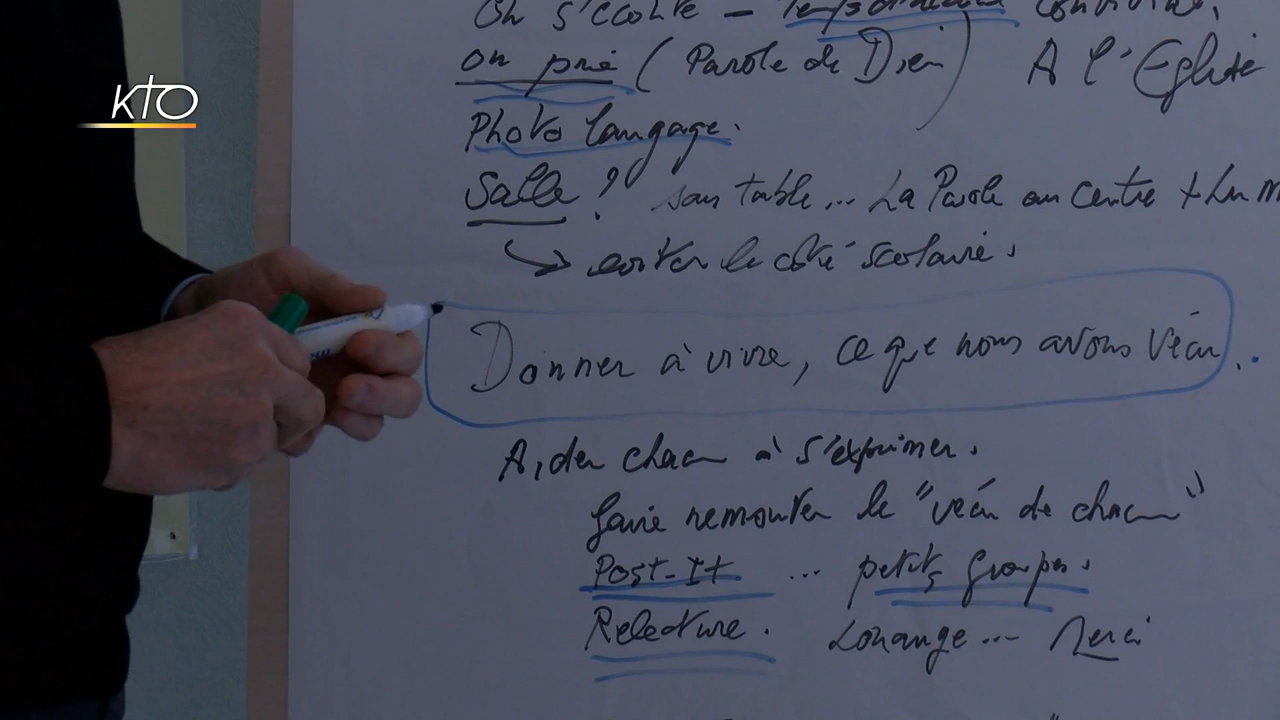 KTO
On s'écoute - Temps
on prie (Parole de Dieu) A l'Eglise
Photo langage.
Salle? sans table... La Parole au centre +
→ éviter le côté scolaire.
Donner à vivre, ce que nous avons vécu..
Aider chacun à s'exprimer.
faire remonter le "vécu de chacun"
Post-It ... petits groupes.
Relecture. Louange... Merci